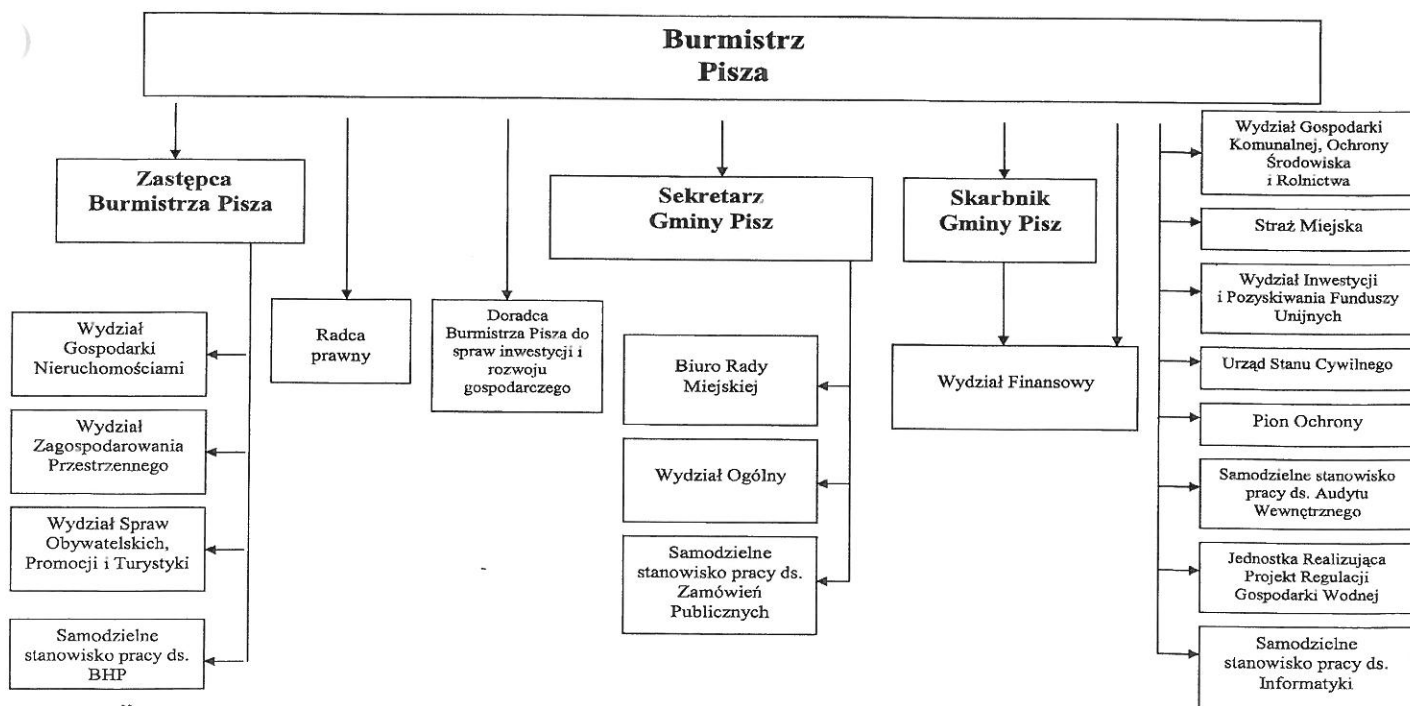 Burmistrz
Pisza
Zastępca
Burmistrza Pisza
Wydział
Gospodarki
Nieruchomościami
Wydział
Zagospodarowania
Przestrzennego
Wydział Spraw
Obywatelskich,
Promocji i Turystyki
Samodzielne
stanowisko pracy ds.
BHP
Radca
prawny
Doradca
Burmistrza Pisza do
spraw inwestycji i
rozwoju
gospodarczego
Sekretarz
Gminy Pisz
Biuro Rady
Miejskiej
Wydział Ogólny
Samodzielne
stanowisko pracy ds.
Zamówień
Publicznych
Skarbnik
Gminy Pisz
Wydział Finansowy
Wydział Gospodarki
Komunalnej, Ochrony
Środowiska
i Rolnictwa
Straż Miejska
Wydział Inwestycji
i Pozyskiwania Funduszy
Unijnych
Urząd Stanu Cywilnego
Pion Ochrony
Samodzielne stanowisko
pracy ds. Audytu
Wewnętrznego
Jednostka Realizująca
Projekt Regulacji
Gospodarki Wodnej
Samodzielne
stanowisko pracy ds.
Informatyki